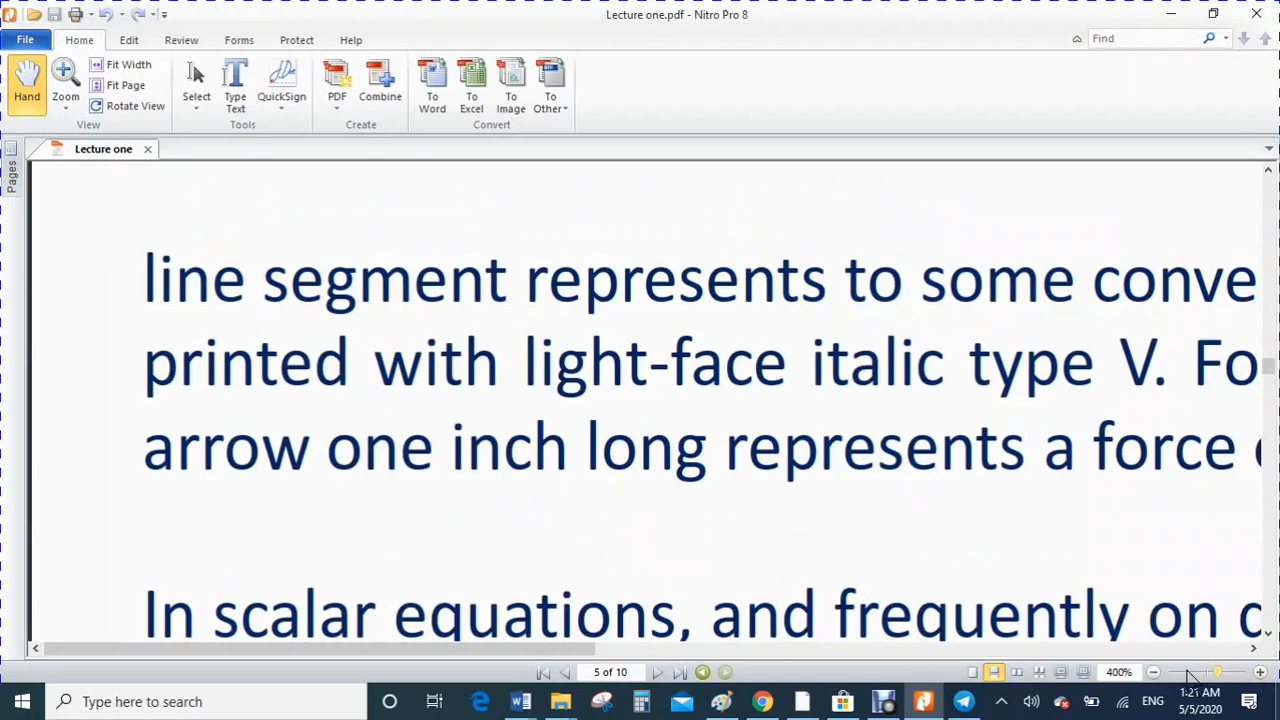 Lecture one.pdf - Nitro Pro 8
File Home Edit Review Forms Protect Help
Find
Hand
Zoom
Fit Width
Fit Page
Rotate View
View
Select
Type Text
QuickSign
Tools
PDF
Combine
Create
To Word
To Excel
To Image
To Other
Convert
Lecture one
Pages
line segment represents to some conve
printed with light-face italic type V. Fo
arrow one inch long represents a force
In scalar equations, and frequently on
5 of 10
400%
Type here to search
ENG
1:21 AM
5/5/2020